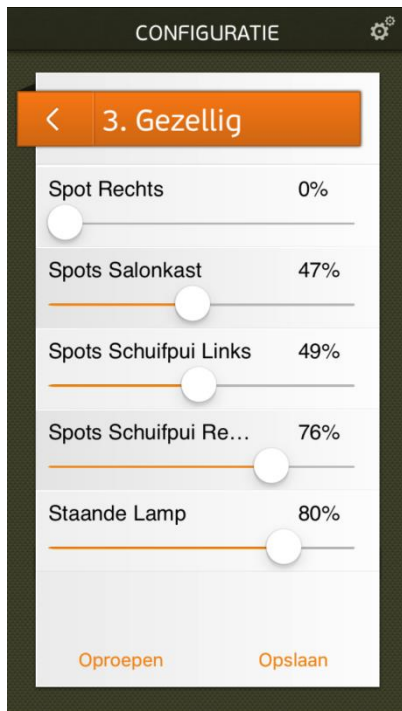 CONFIGURATIE
3. Gezellig
Spot Rechts 0%
Spots Salonkast 47%
Spots Schuifpui Links 49%
Spots Schuifpui Re... 76%
Staande Lamp 80%
Oproepen Opslaan